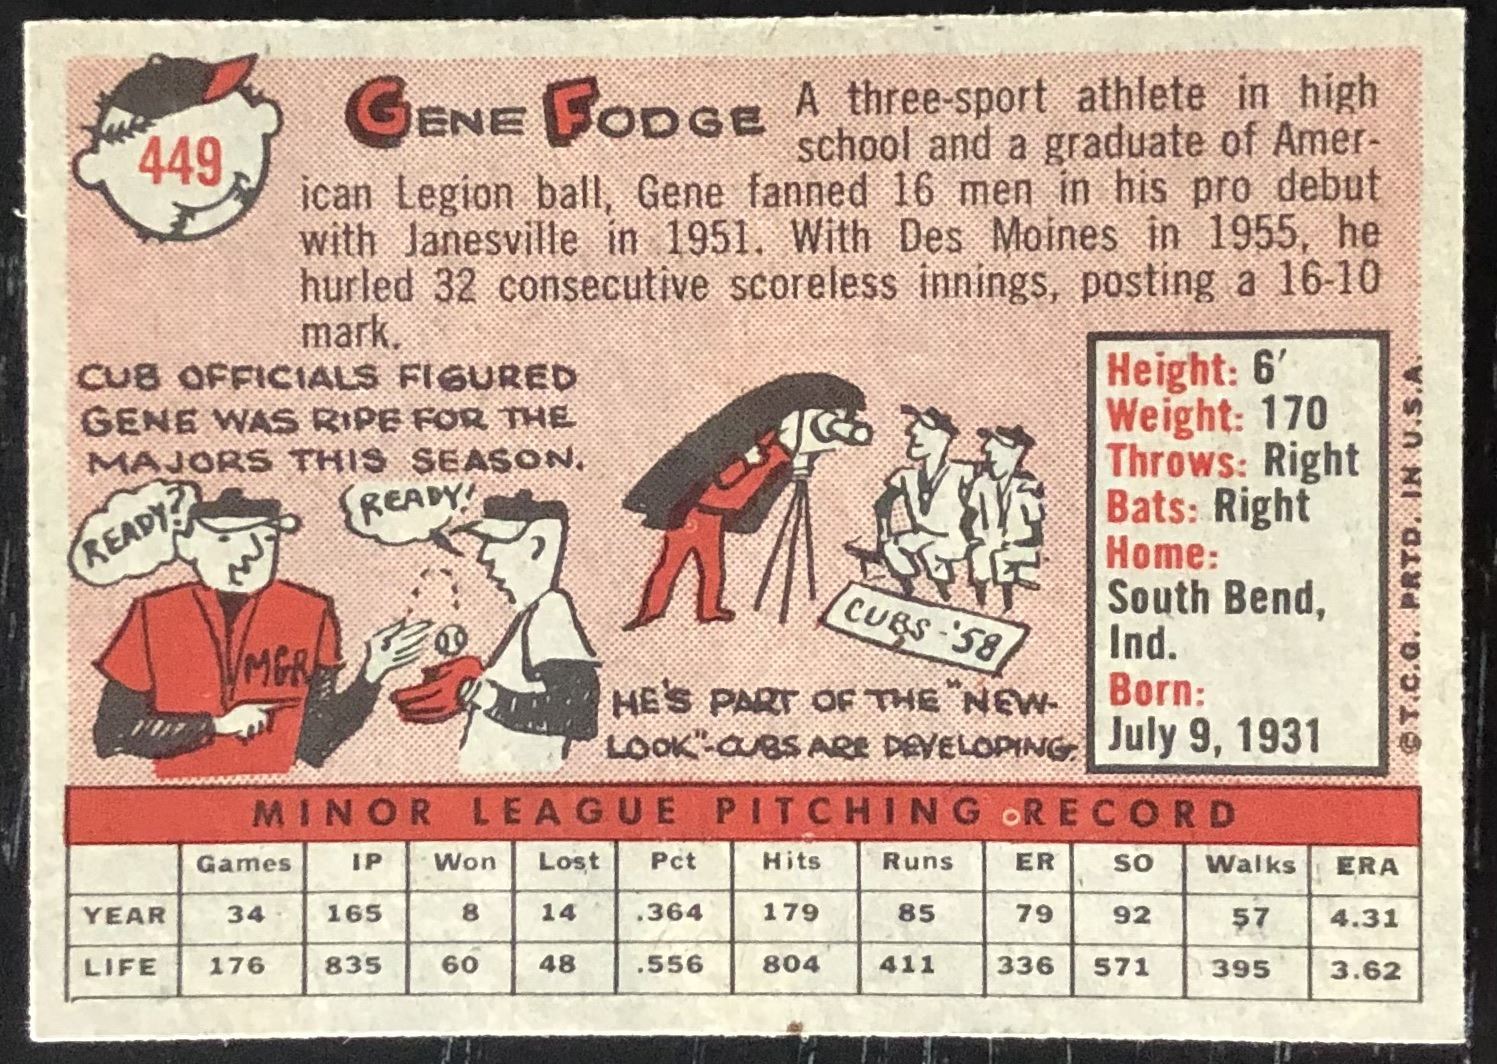 449
GENE FODGE
A three-sport athlete in high
school and a graduate of Amer-
ican Legion ball, Gene fanned 16 men in his pro debut
with Janesville in 1951. With Des Moines in 1955, he
hurled 32 consecutive scoreless innings, posting a 16-10
mark.
CUB OFFICIALS FIGURED
GENE WAS RIPE FOR THE
MAJORS THIS SEASON.
READY?
READY!
MGR
CUBS-'58
HE'S PART OF THE "NEW-
LOOK"-CUBS ARE DEVELOPING.
Height: 6'
Weight: 170
Throws: Right
Bats: Right
Home:
South Bend,
Ind.
Born:
July 9, 1931
©T.C.G. PRTD. IN U.S.A.
MINOR LEAGUE PITCHING RECORD
Games IP Won Lost Pct Hits Runs ER SO Walks ERA
YEAR 34 165 8 14 .364 179 85 79 92 57 4.31
LIFE 176 835 60 48 .556 804 411 336 571 395 3.62